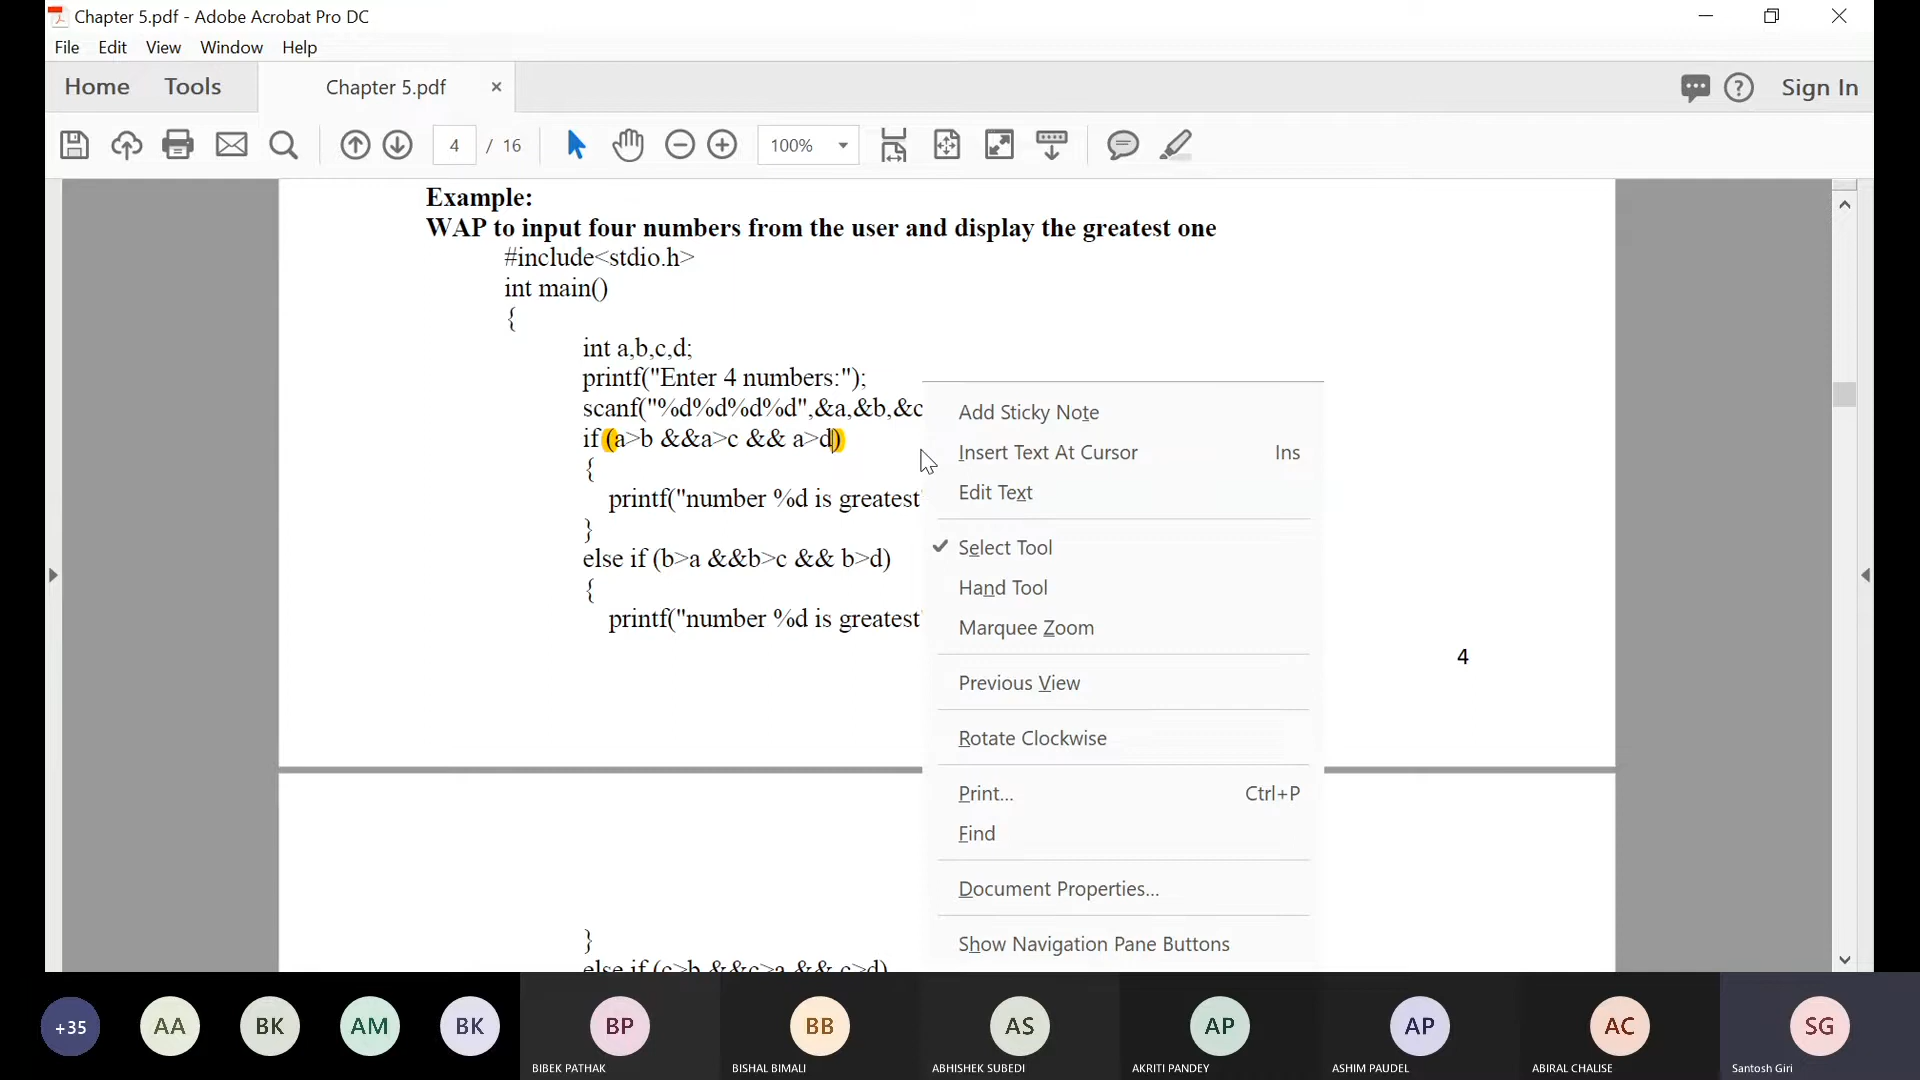 Chapter 5.pdf - Adobe Acrobat Pro DC
File Edit View Window Help
Home Tools Chapter 5.pdf × Sign In
4 / 16 100%
Example:
WAP to input four numbers from the user and display the greatest one
#include<stdio.h>
int main()
{
int a,b,c,d;
printf("Enter 4 numbers:");
scanf("%d%d%d%d",&a,&b,&c
if (a>b &&a>c && a>d)
{
printf("number %d is greatest"
}
else if (b>a &&b>c && b>d)
{
printf("number %d is greatest"
4
}
else if (c>b &&c>a && c>d)
Add Sticky Note
Insert Text At Cursor Ins
Edit Text
Select Tool
Hand Tool
Marquee Zoom
Previous View
Rotate Clockwise
Print... Ctrl+P
Find
Document Properties...
Show Navigation Pane Buttons
+35 AA BK AM BK BP BB AS AP AP AC SG
BIBEK PATHAK BISHAL BIMALI ABHISHEK SUBEDI AKRITI PANDEY ASHIM PAUDEL ABIRAL CHALISE Santosh Giri